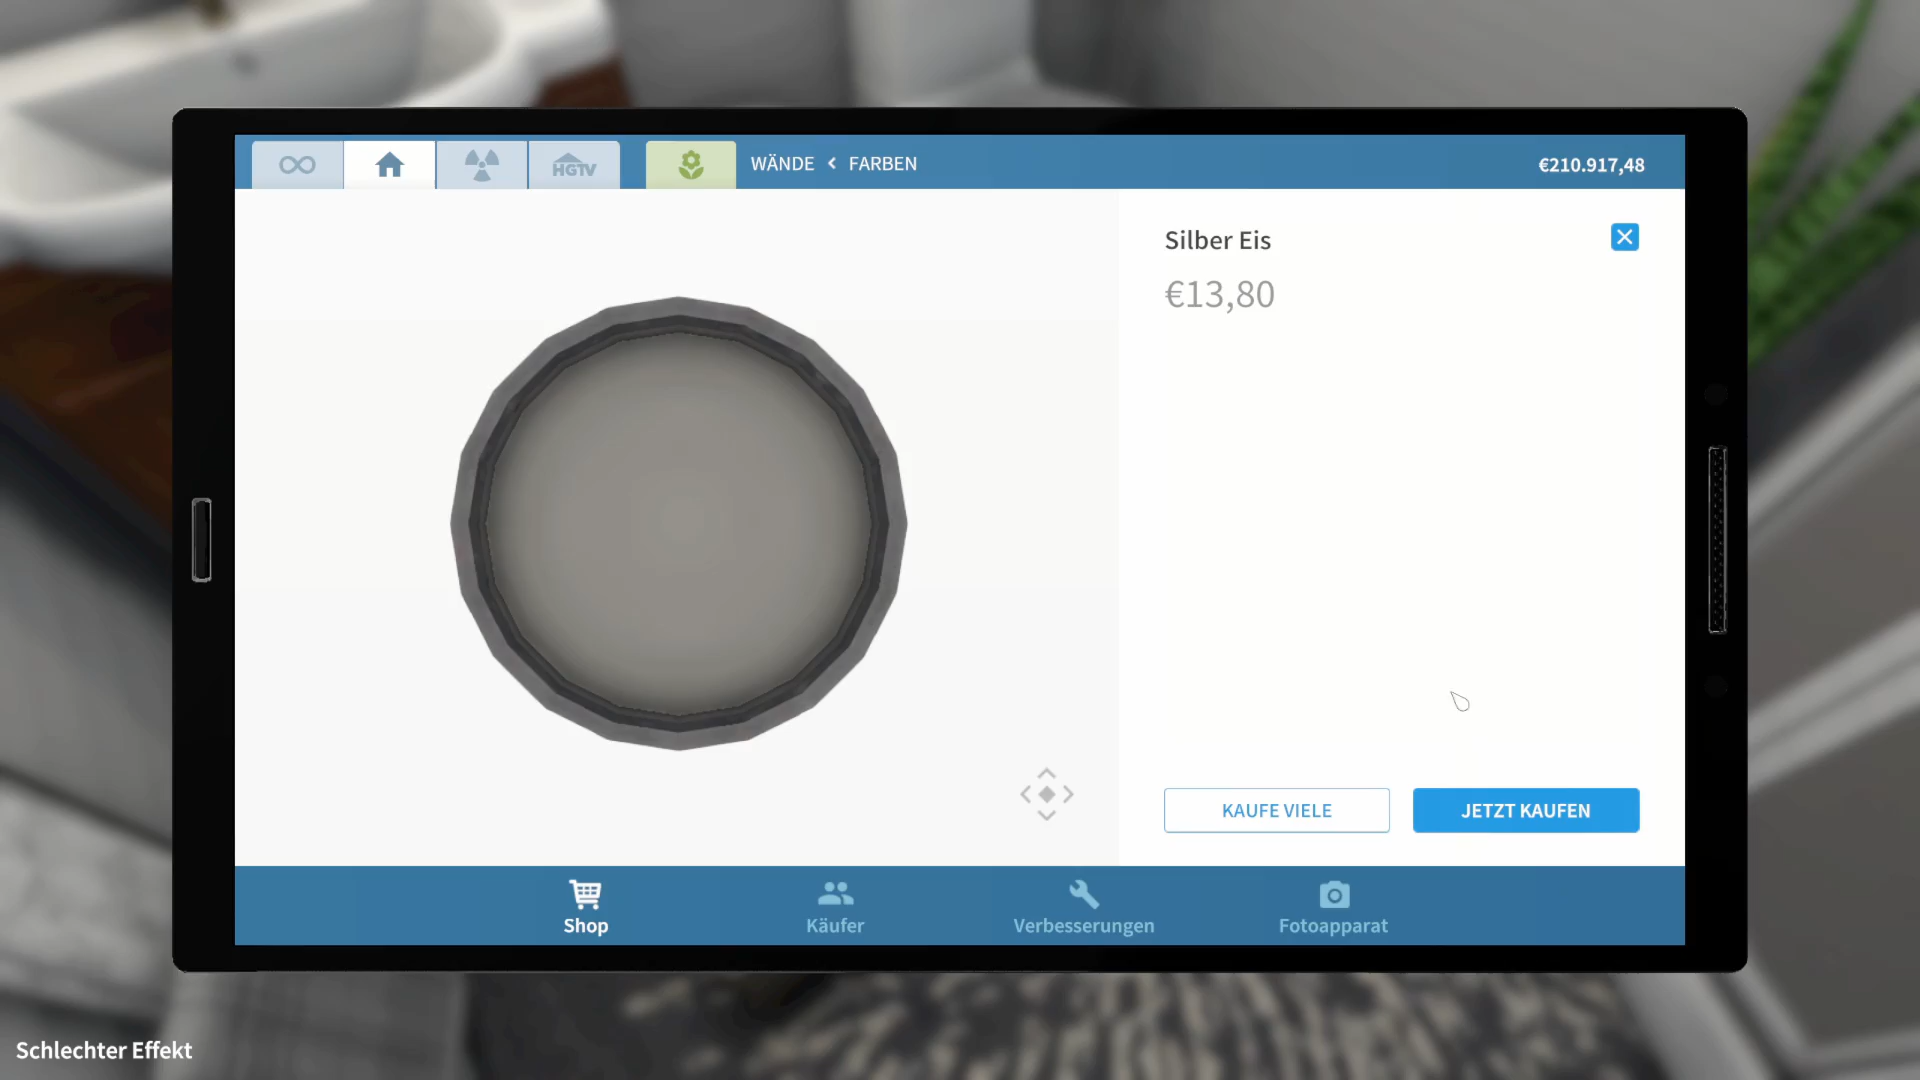 HGTV
WÄNDE < FARBEN
€210.917,48
Silber Eis
€13,80
KAUFE VIELE
JETZT KAUFEN
Shop
Käufer
Verbesserungen
Fotoapparat
Schlechter Effekt